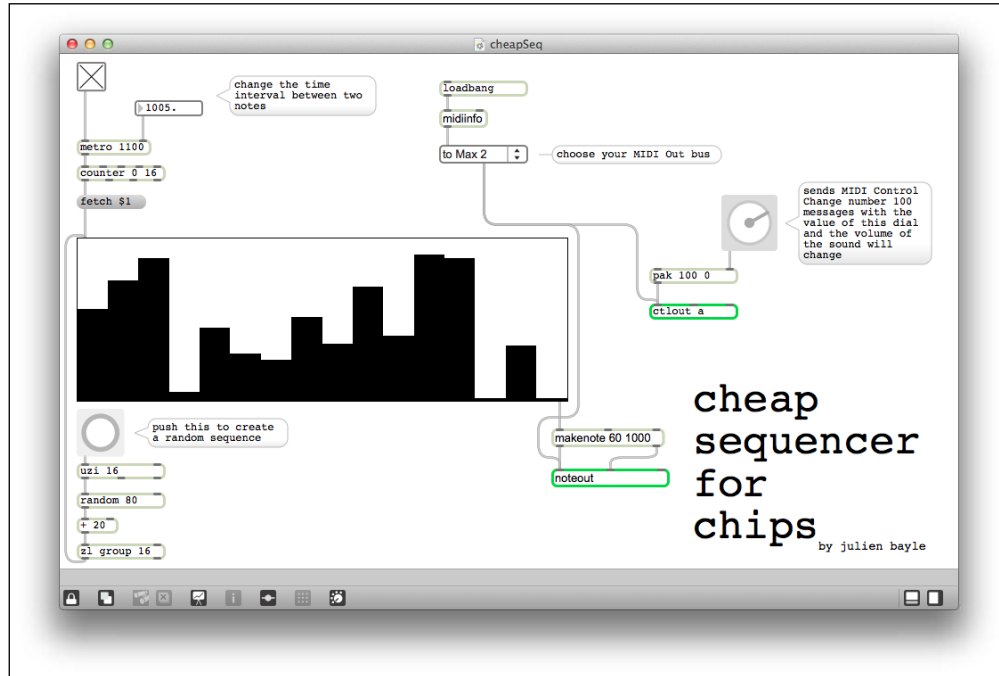 cheapSeq
change the time
interval between two
notes
1005.
metro 1100
counter 0 16
fetch $1
loadbang
midiinfo
to Max 2
choose your MIDI Out bus
sends MIDI Control
Change number 100
messages with the
value of this dial
and the volume of
the sound will
change
pak 100 0
ctlout a
push this to create
a random sequence
uzi 16
random 80
+ 20
zl group 16
makenote 60 1000
noteout
cheap
sequencer
for
chips
by julien bayle